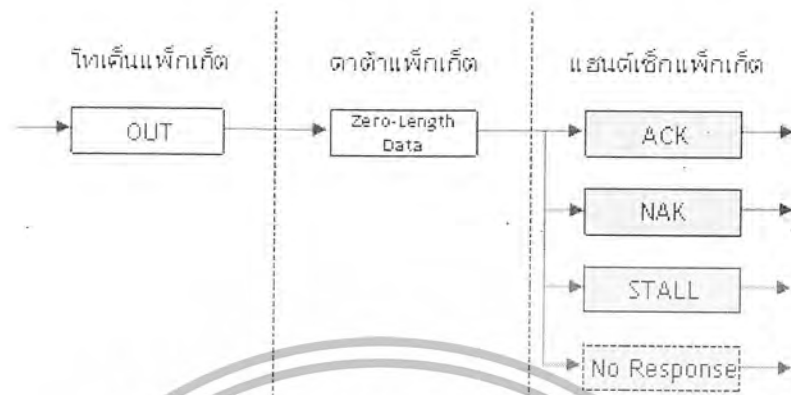 โทเค็นแพ็กเก็ต
ดาต้าแพ็กเก็ต
แฮนด์เช็กแพ็กเก็ต
OUT
Zero-Length
Data
ACK
NAK
STALL
No Response